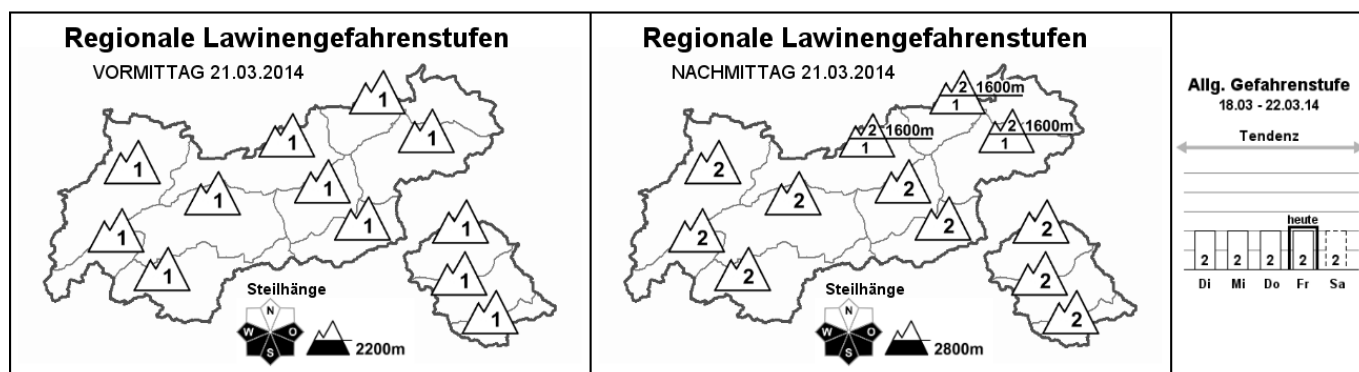 Regionale Lawinengefahrenstufen
VORMITTAG 21.03.2014
1
1
1
1
1
1
1
1
1
1
1
1
Steilhänge
N
W O
S
2200m
Regionale Lawinengefahrenstufen
NACHMITTAG 21.03.2014
2 1600m
1
2 1600m
1
2 1600m
1
2
2
2
2
2
2
2
2
2
Steilhänge
N
W O
S
2800m
Allg. Gefahrenstufe
18.03 - 22.03.14
Tendenz
heute
2 2 2 2 2
Di Mi Do Fr Sa